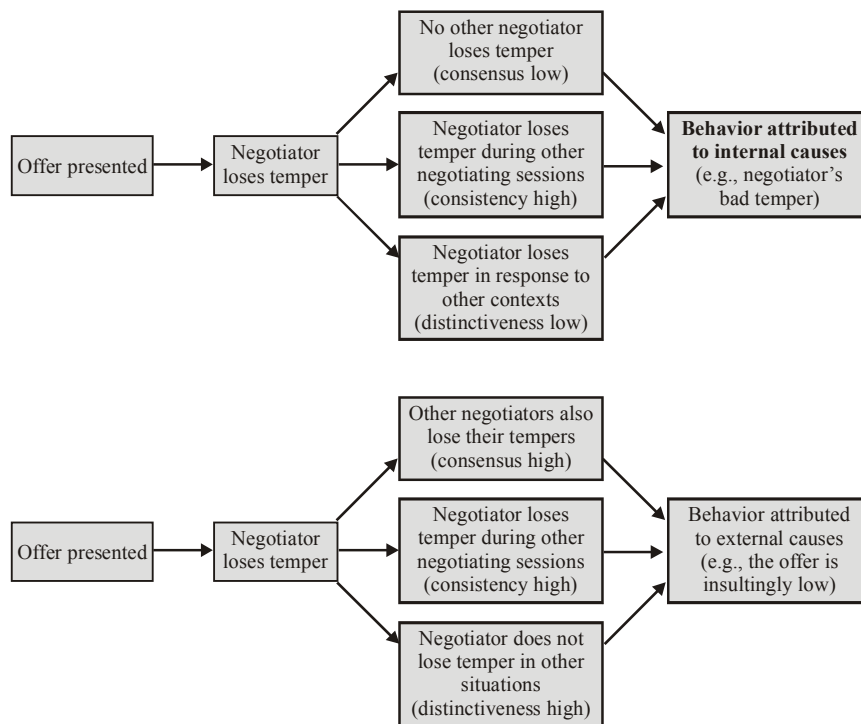 Offer presented
Negotiator
loses temper
No other negotiator
loses temper
(consensus low)
Negotiator loses
temper during other
negotiating sessions
(consistency high)
Negotiator loses
temper in response to
other contexts
(distinctiveness low)
Behavior attributed
to internal causes
(e.g., negotiator’s
bad temper)
Offer presented
Negotiator
loses temper
Other negotiators also
lose their tempers
(consensus high)
Negotiator loses
temper during other
negotiating sessions
(consistency high)
Negotiator does not
lose temper in other
situations
(distinctiveness high)
Behavior attributed
to external causes
(e.g., the offer is
insultingly low)